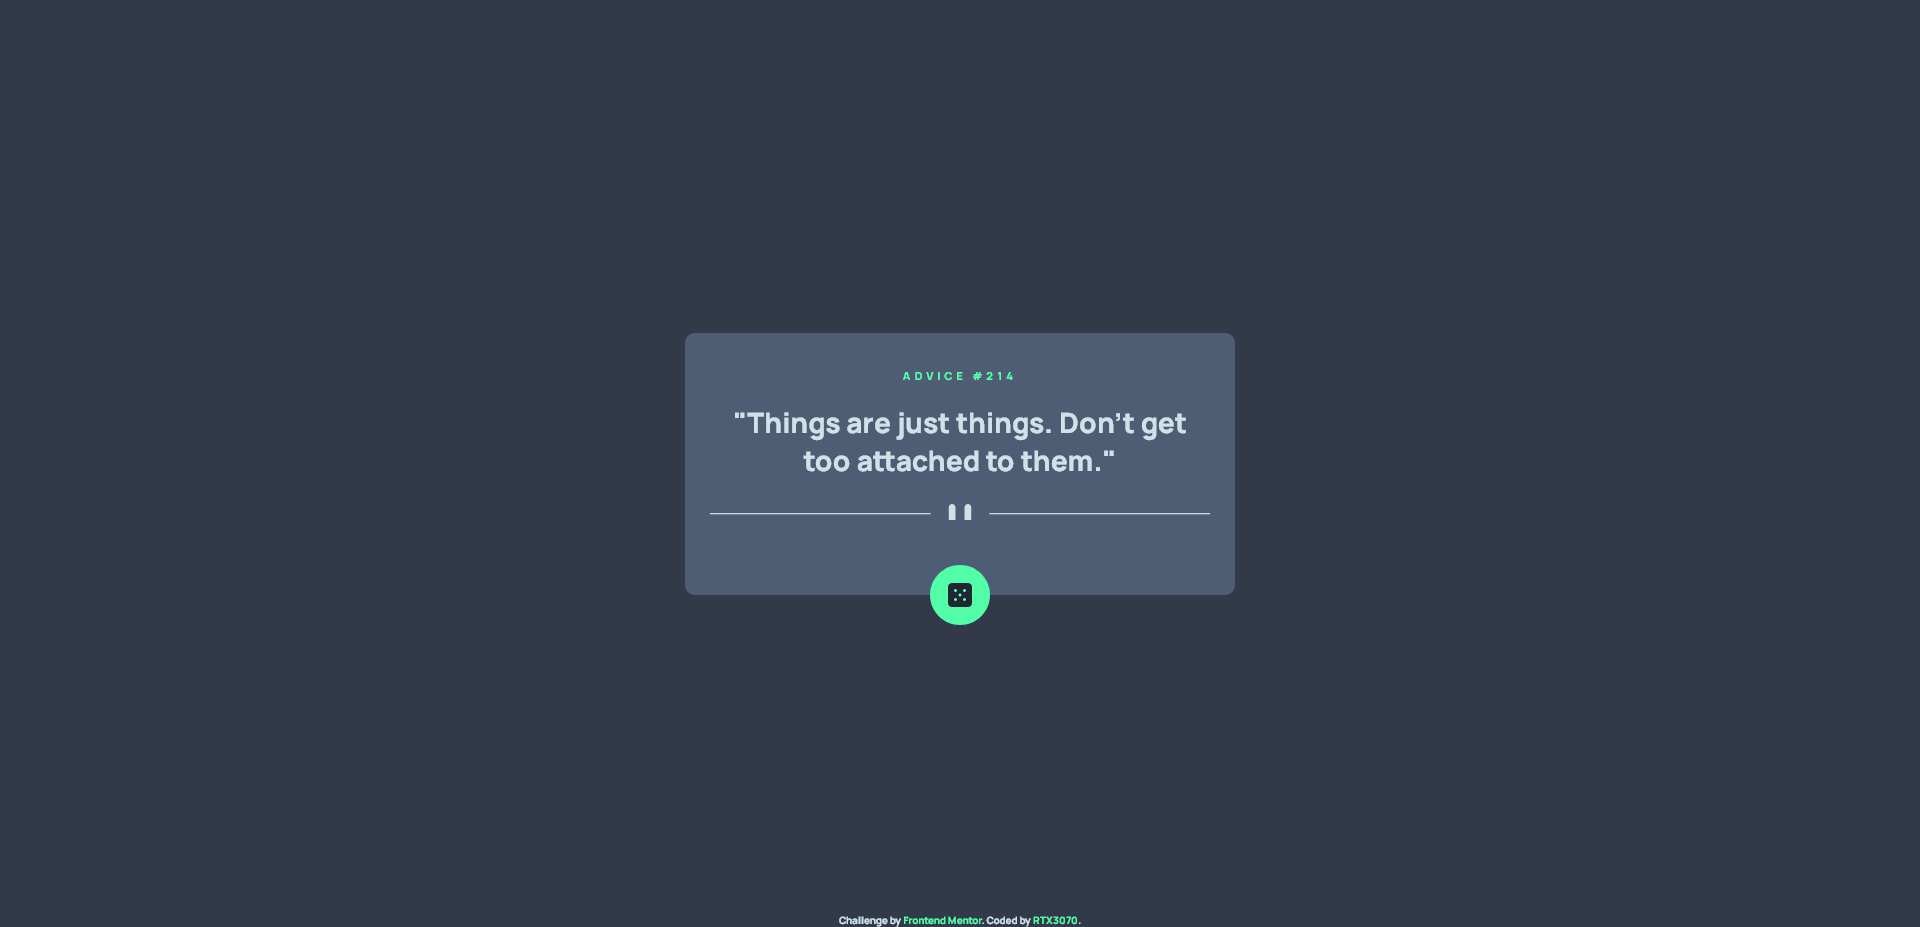 ADVICE #214
"Things are just things. Don't get
too attached to them."
Challenge by Frontend Mentor. Coded by RTX3070.